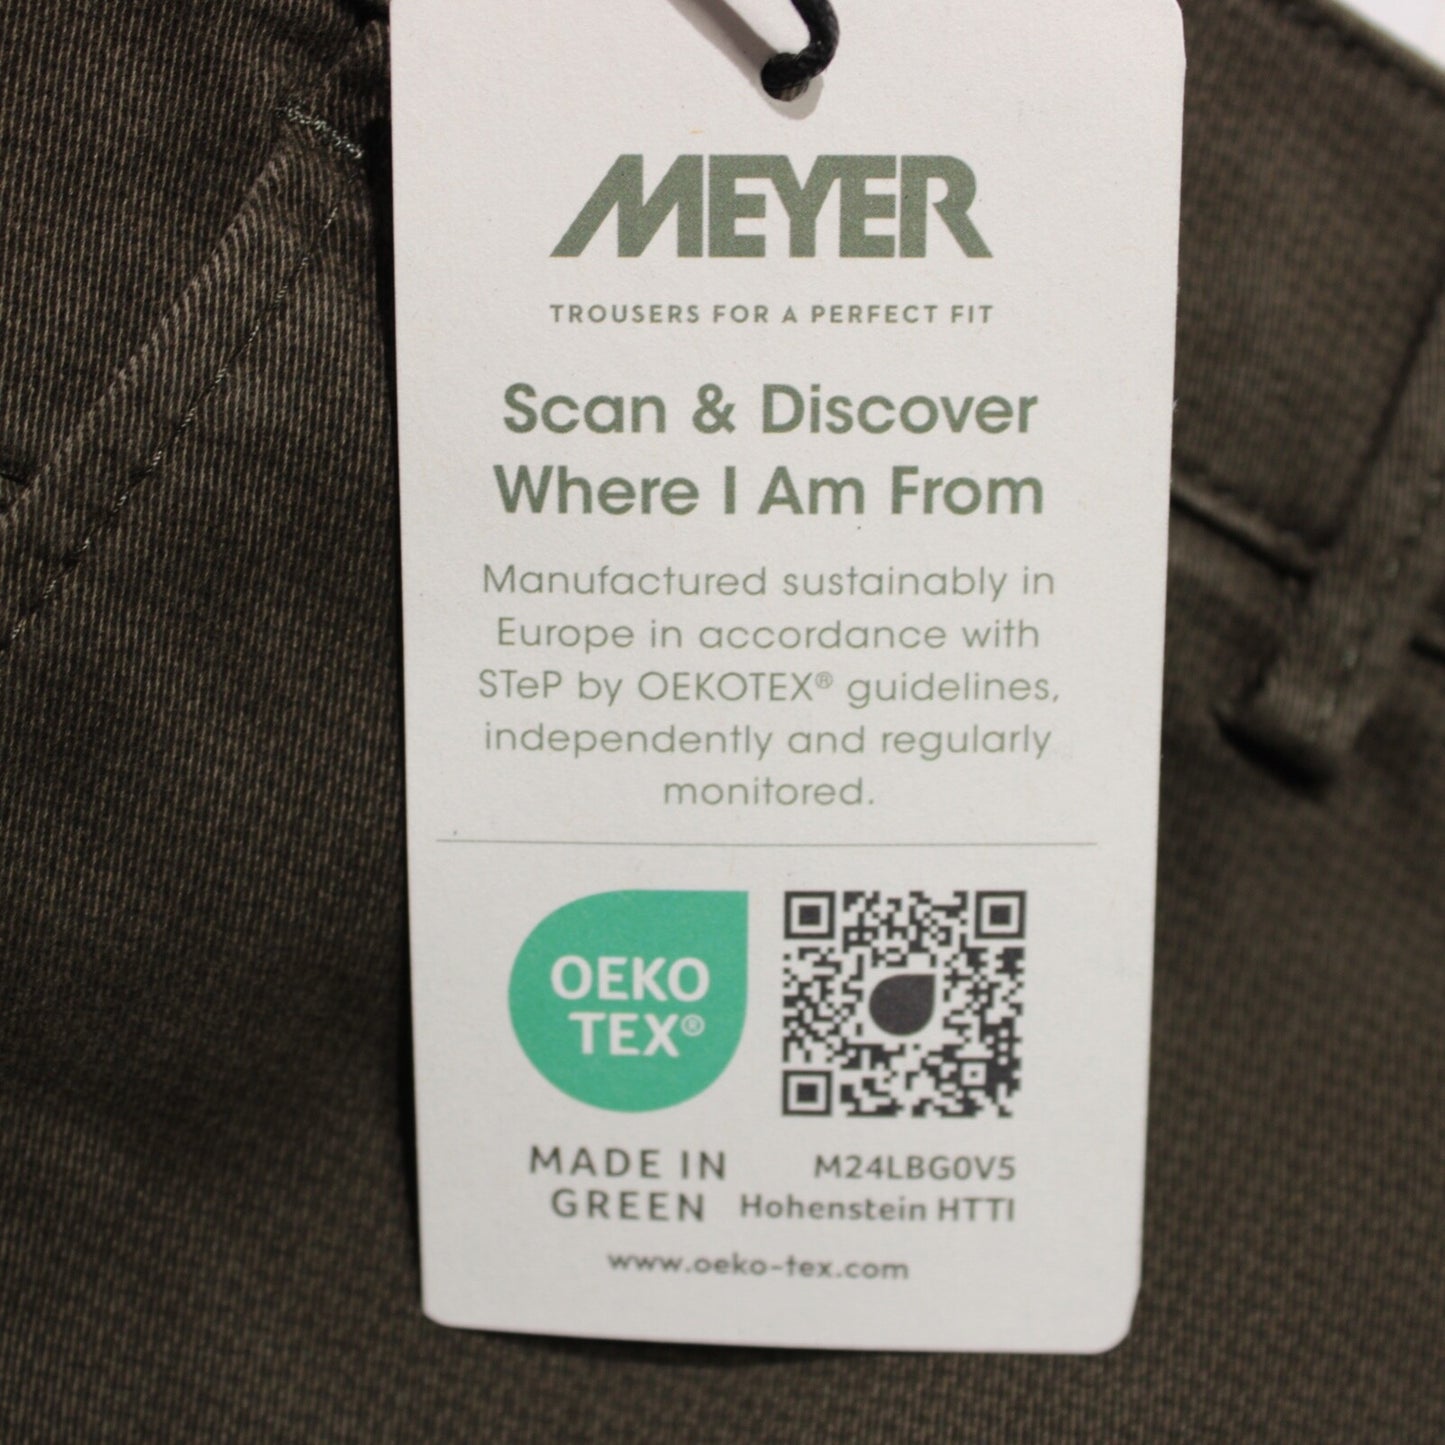 MEYER
TROUSERS FOR A PERFECT FIT
Scan & Discover
Where I Am From
Manufactured sustainably in
Europe in accordance with
STeP by OEKOTEX® guidelines,
independently and regularly
monitored.
OEKO
TEX®
MADE IN
GREEN
M24LBG0V5
Hohenstein HTTI
www.oeko-tex.com